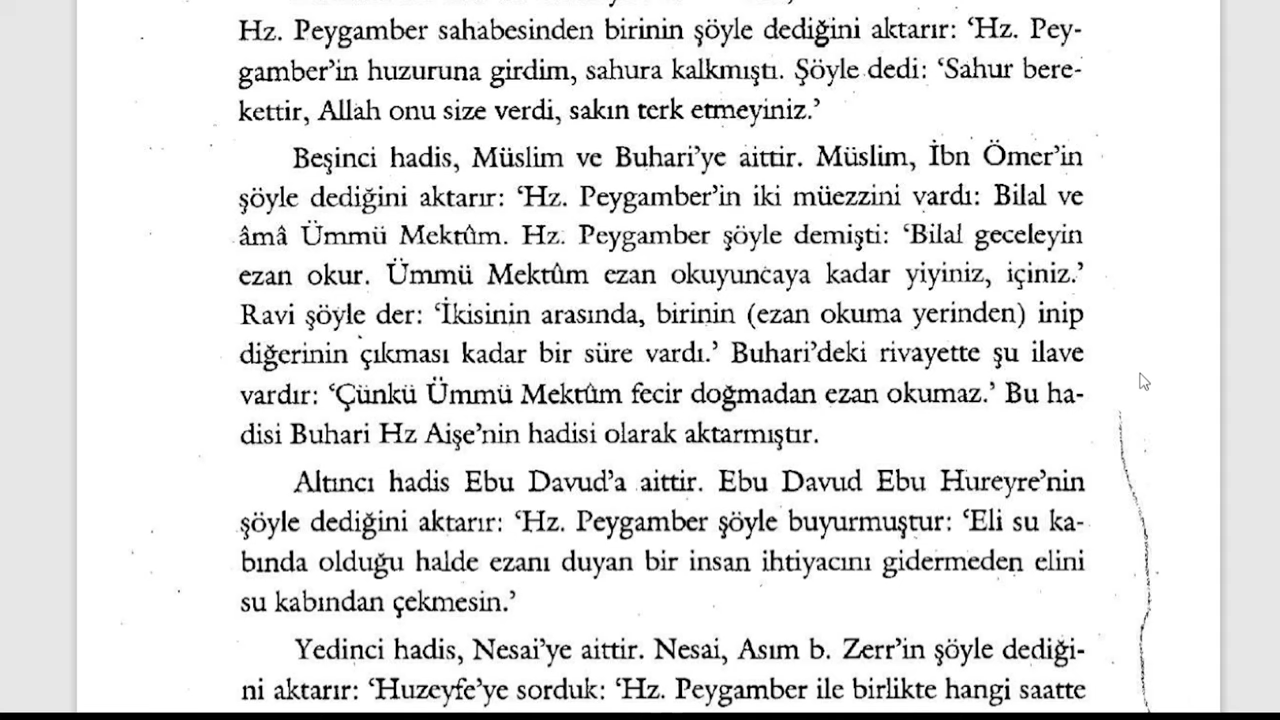 Hz. Peygamber sahabesinden birinin şöyle dediğini aktarır: ‘Hz. Pey-
gamber’in huzuruna girdim, sahura kalkmıştı. Şöyle dedi: ‘Sahur bere-
kettir, Allah onu size verdi, sakın terk etmeyiniz.’
Beşinci hadis, Müslim ve Buhari’ye aittir. Müslim, İbn Ömer’in
şöyle dediğini aktarır: ‘Hz. Peygamber’in iki müezzini vardı: Bilal ve
âmâ Ümmü Mektûm. Hz. Peygamber şöyle demişti: ‘Bilal geceleyin
ezan okur. Ümmü Mektûm ezan okuyuncaya kadar yiyiniz, içiniz.’
Ravi şöyle der: ‘İkisinin arasında, birinin (ezan okuma yerinden) inip
diğerinin çıkması kadar bir süre vardı.’ Buhari’deki rivayette şu ilave
vardır: ‘Çünkü Ümmü Mektûm fecir doğmadan ezan okumaz.’ Bu ha-
disi Buhari Hz Aişe’nin hadisi olarak aktarmıştır.
Altıncı hadis Ebu Davud’a aittir. Ebu Davud Ebu Hureyre’nin
şöyle dediğini aktarır: ‘Hz. Peygamber şöyle buyurmuştur: ‘Eli su ka-
bında olduğu halde ezanı duyan bir insan ihtiyacını gidermeden elini
su kabından çekmesin.’
Yedinci hadis, Nesai’ye aittir. Nesai, Asım b. Zerr’in şöyle dediği-
ni aktarır: ‘Huzeyfe’ye sorduk: ‘Hz. Peygamber ile birlikte hangi saatte